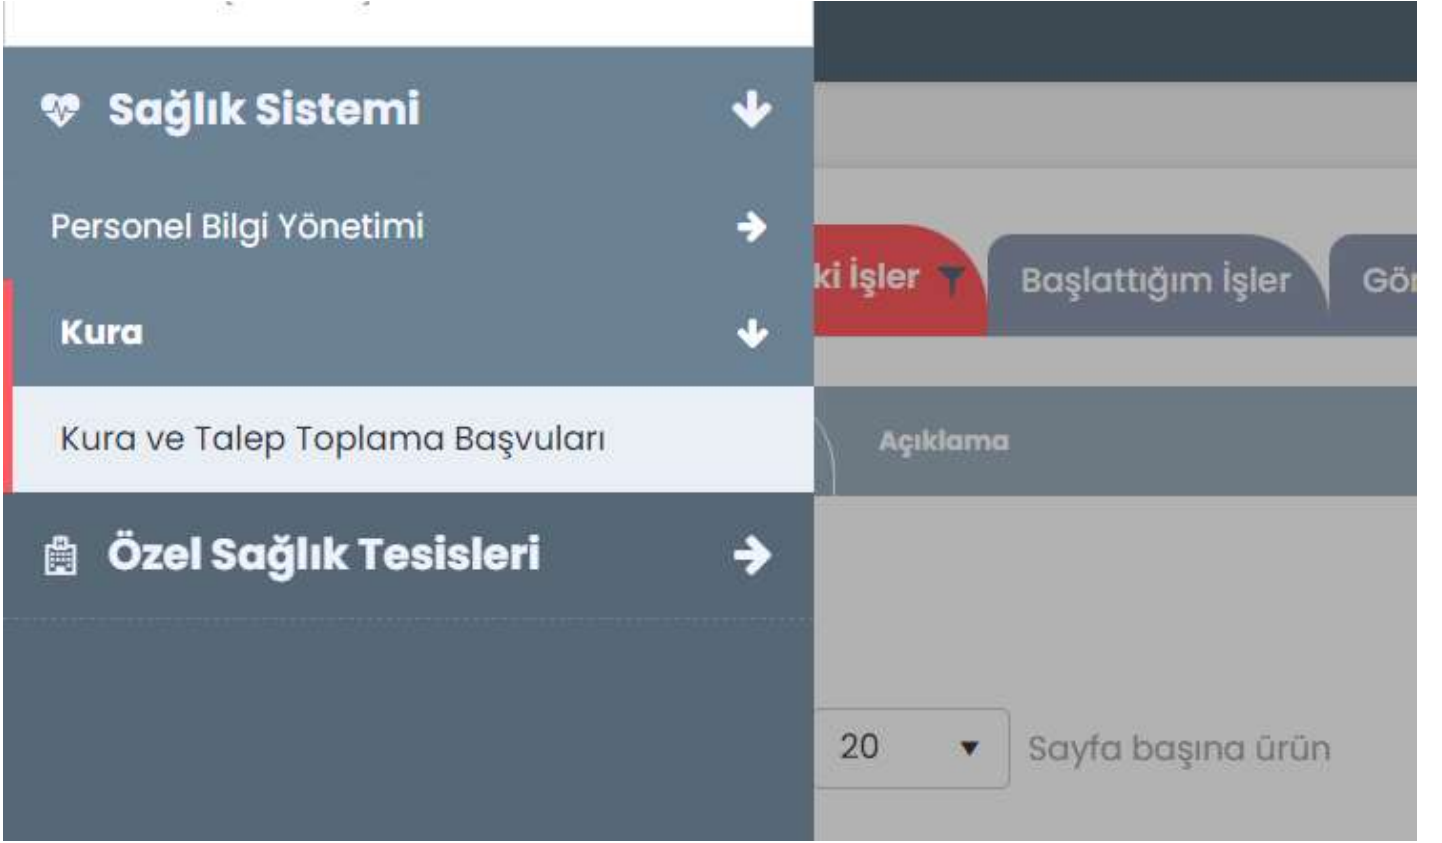 Sağlık Sistemi
Personel Bilgi Yönetimi
Kura
Kura ve Talep Toplama Başvuları
Özel Sağlık Tesisleri
ki İşler
Başlattığım İşler
Gör
Açıklama
20
Sayfa başına ürün